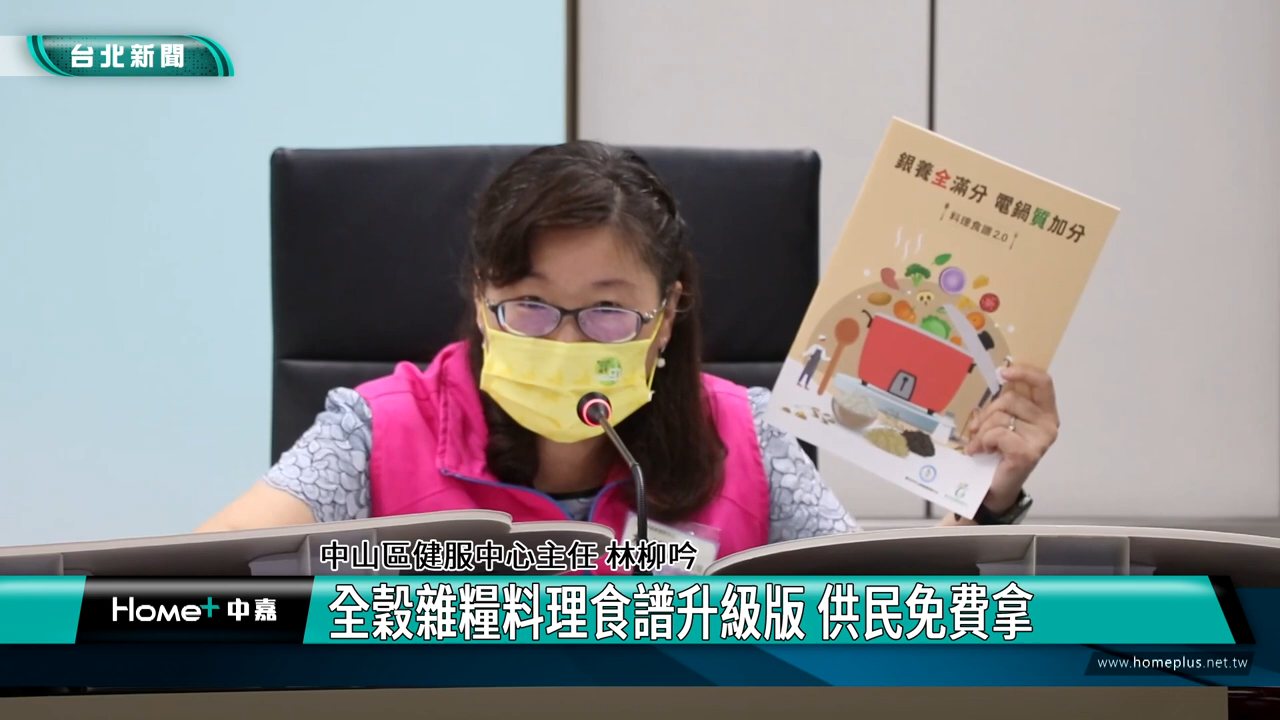 台北新聞
銀養全滿分 電鍋質加分
料理食譜2.0
中山區健服中心主任 林柳吟
Home+ 中嘉
全穀雜糧料理食譜升級版 供民免費拿
www.homeplus.net.tw